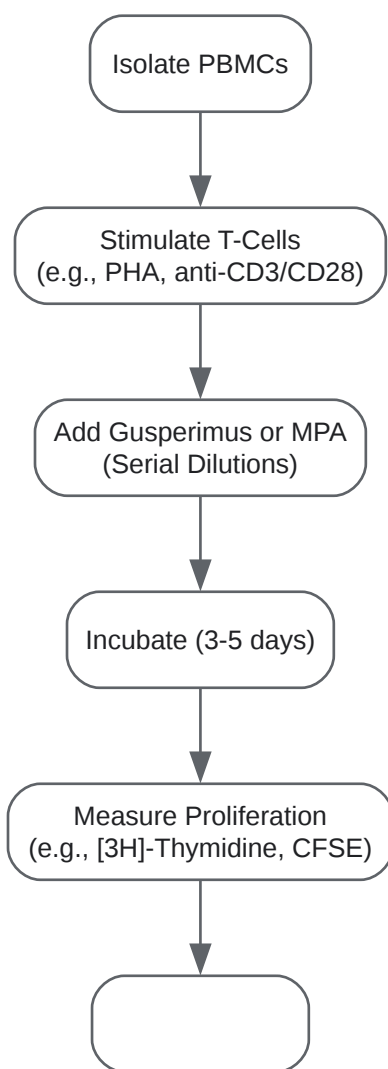 Isolate PBMCs
Stimulate T-Cells
(e.g., PHA, anti-CD3/CD28)
Add Gusperimus or MPA
(Serial Dilutions)
Incubate (3-5 days)
Measure Proliferation
(e.g., [3H]-Thymidine, CFSE)